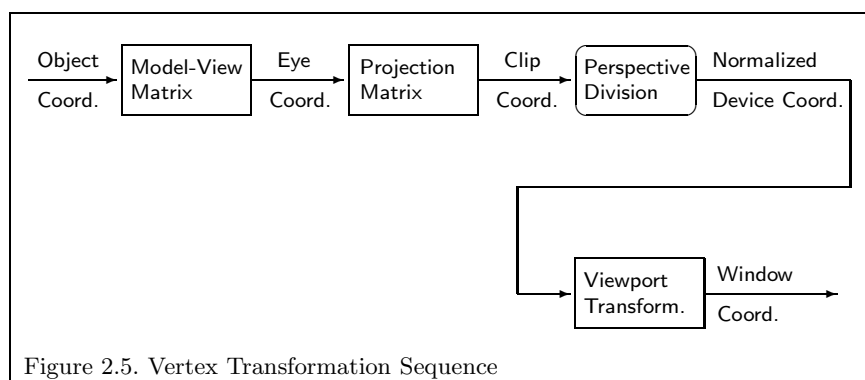 Object
Coord.
Model-View
Matrix
Eye
Coord.
Projection
Matrix
Clip
Coord.
Perspective
Division
Normalized
Device Coord.
Viewport
Transform.
Window
Coord.
Figure 2.5. Vertex Transformation Sequence